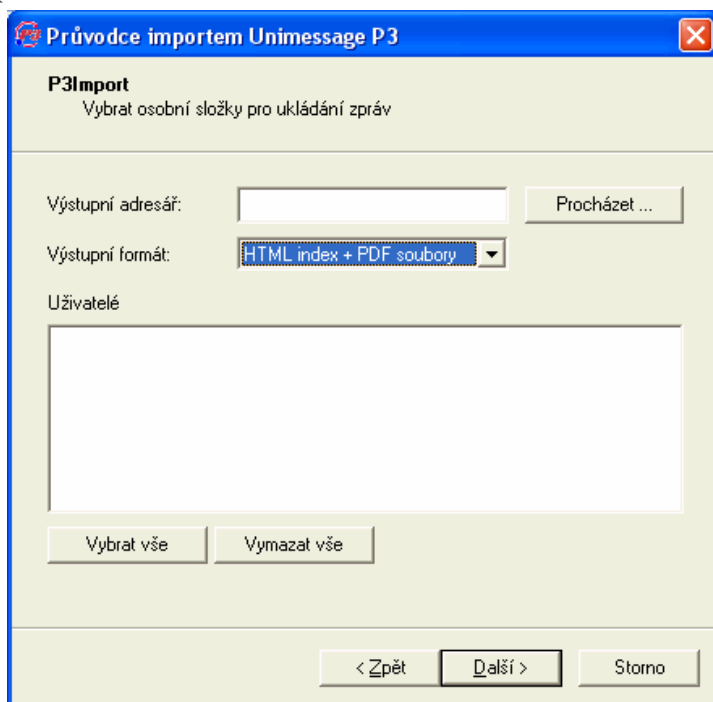 Průvodce importem Unimessage P3
P3Import
Vybrat osobní složky pro ukládání zpráv
Výstupní adresář:
Procházet ...
Výstupní formát:
HTML index + PDF soubory
Uživatelé
Vybrat vše
Vymazat vše
< Zpět
Další >
Storno